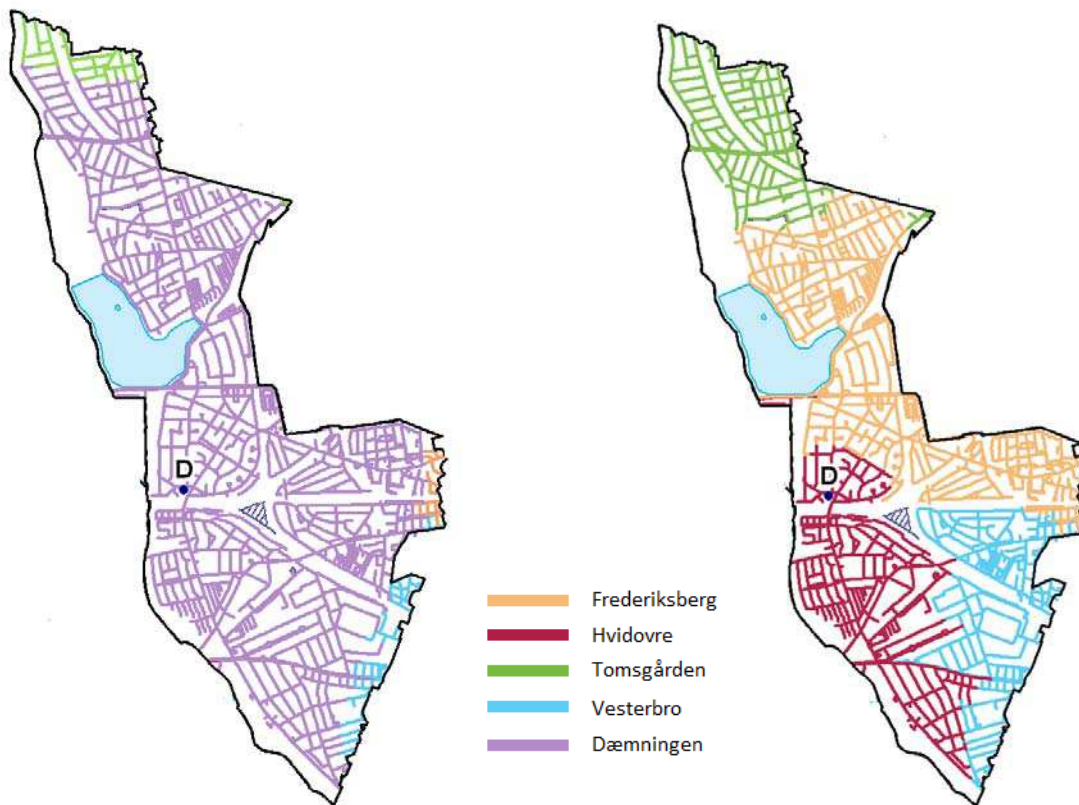 D
D
Frederiksberg
Hvidovre
Tomsgården
Vesterbro
Dæmningen